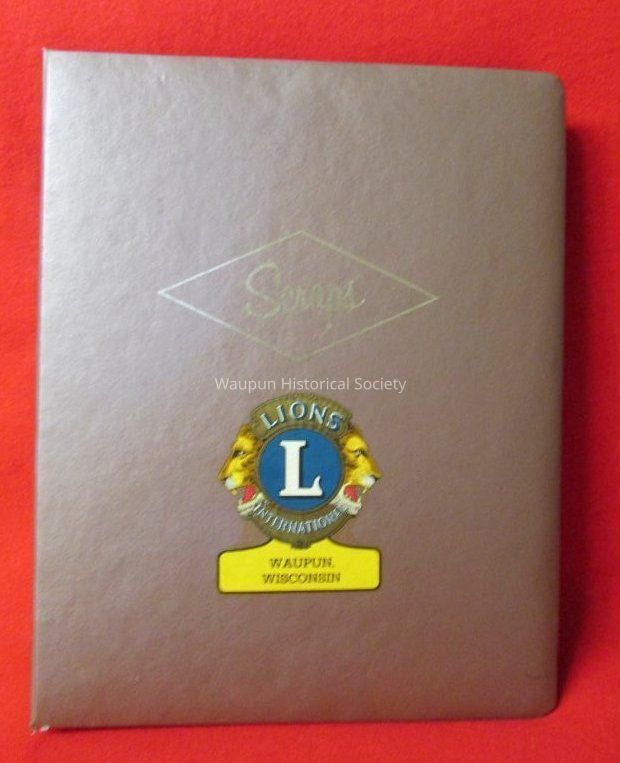 Scraps
Waupun Historical Society
LIONS
L
INTERNATIONAL
WAUPUN,
WISCONSIN